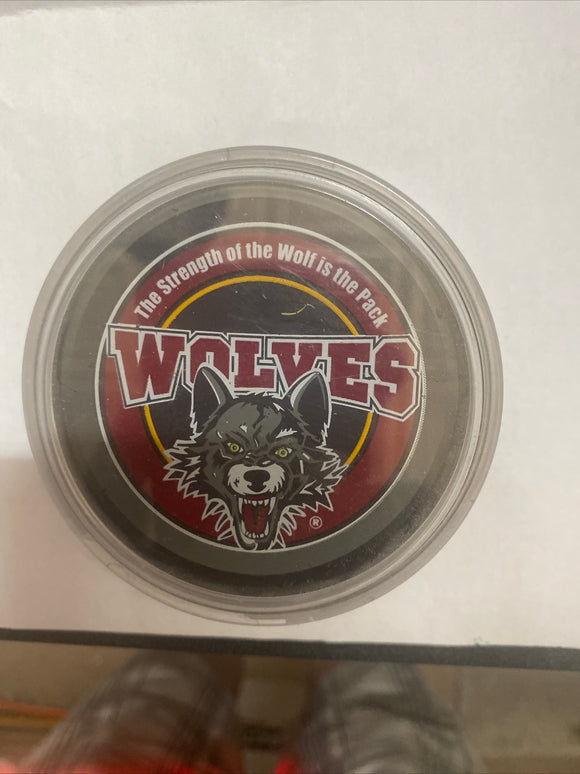 The Strength of the Wolf is the Pack
WOLVES
®